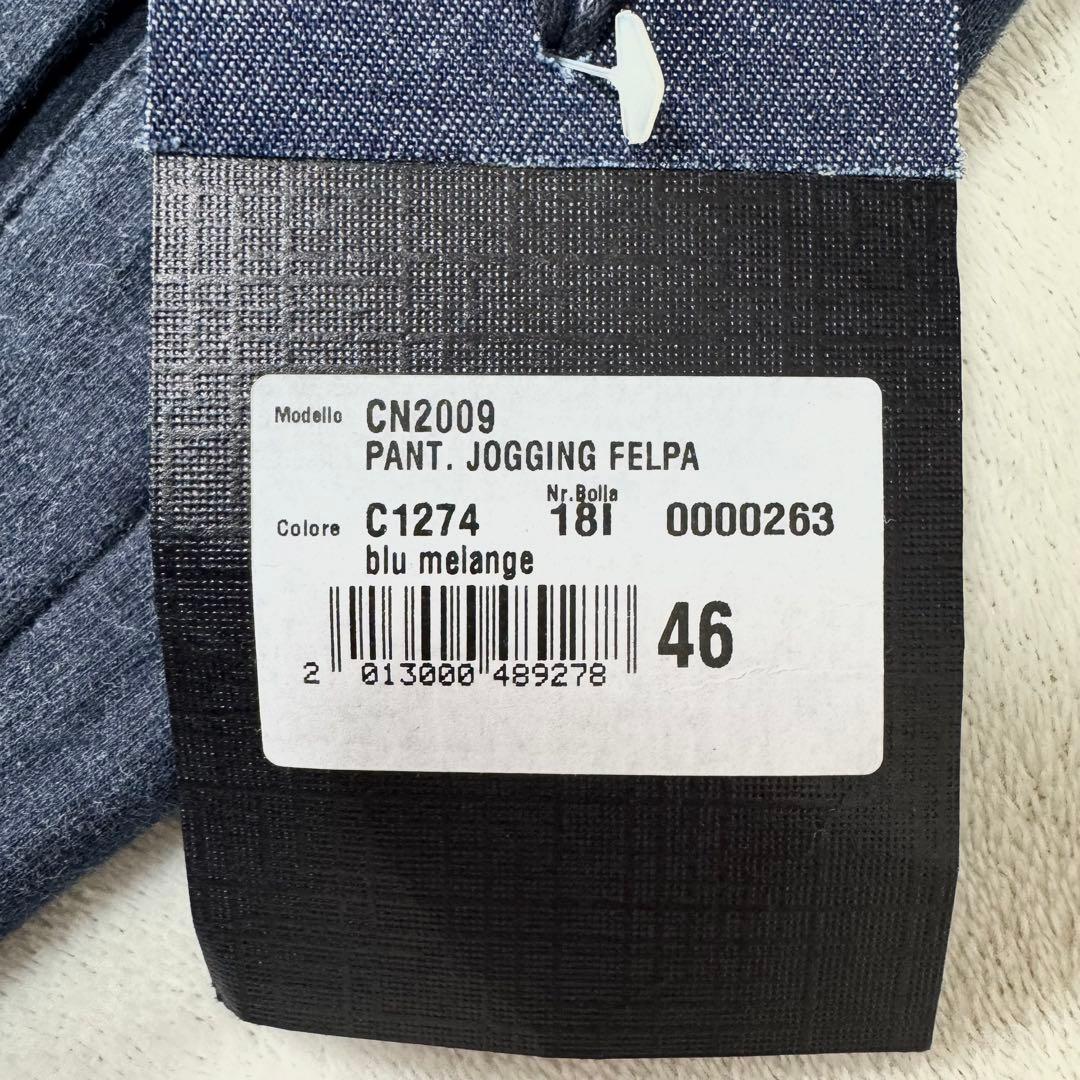 Modello CN2009
PANT. JOGGING FELPA
Nr.Bolla
Colore C1274 18I 0000263
blu melange
46
2 013000 489278